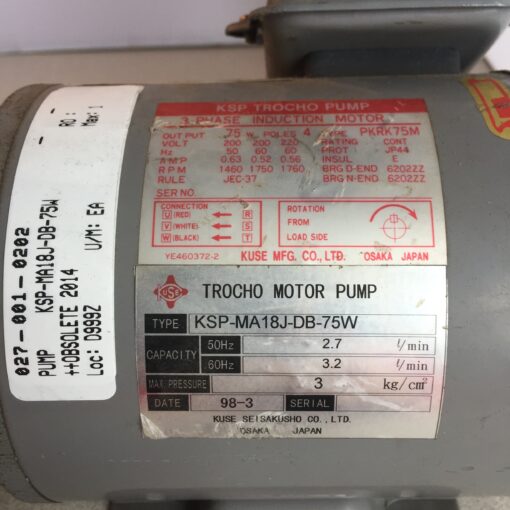 RO: -
Max: 1
027-001-0202
PUMP KSP-MA18J-DB-75W
++OBSOLETE 2014 U/M: EA
Loc: D999Z
KSP TROCHO PUMP
3-PHASE INDUCTION MOTOR
OUTPUT 75 W POLES 4 TYPE PKRK75M
VOLT 200 200 220 RATING CONT
Hz 50 60 60 PROT JP44
AMP 0.63 0.52 0.56 INSUL E
RPM 1460 1750 1760 BRG D-END 6202ZZ
RULE JEC-37 BRG N-END 6202ZZ
SER NO
CONNECTION
U (RED) R
V (WHITE) S
W (BLACK) T
ROTATION
FROM
LOAD SIDE
YE460372-2 KUSE MFG. CO., LTD. OSAKA JAPAN
KUSE
TROCHO MOTOR PUMP
TYPE KSP-MA18J-DB-75W
CAPACITY 50Hz 2.7 ℓ/min
60Hz 3.2 ℓ/min
MAX PRESSURE 3 kg/cm²
DATE 98-3 SERIAL
KUSE SEISAKUSHO CO., LTD.
OSAKA JAPAN